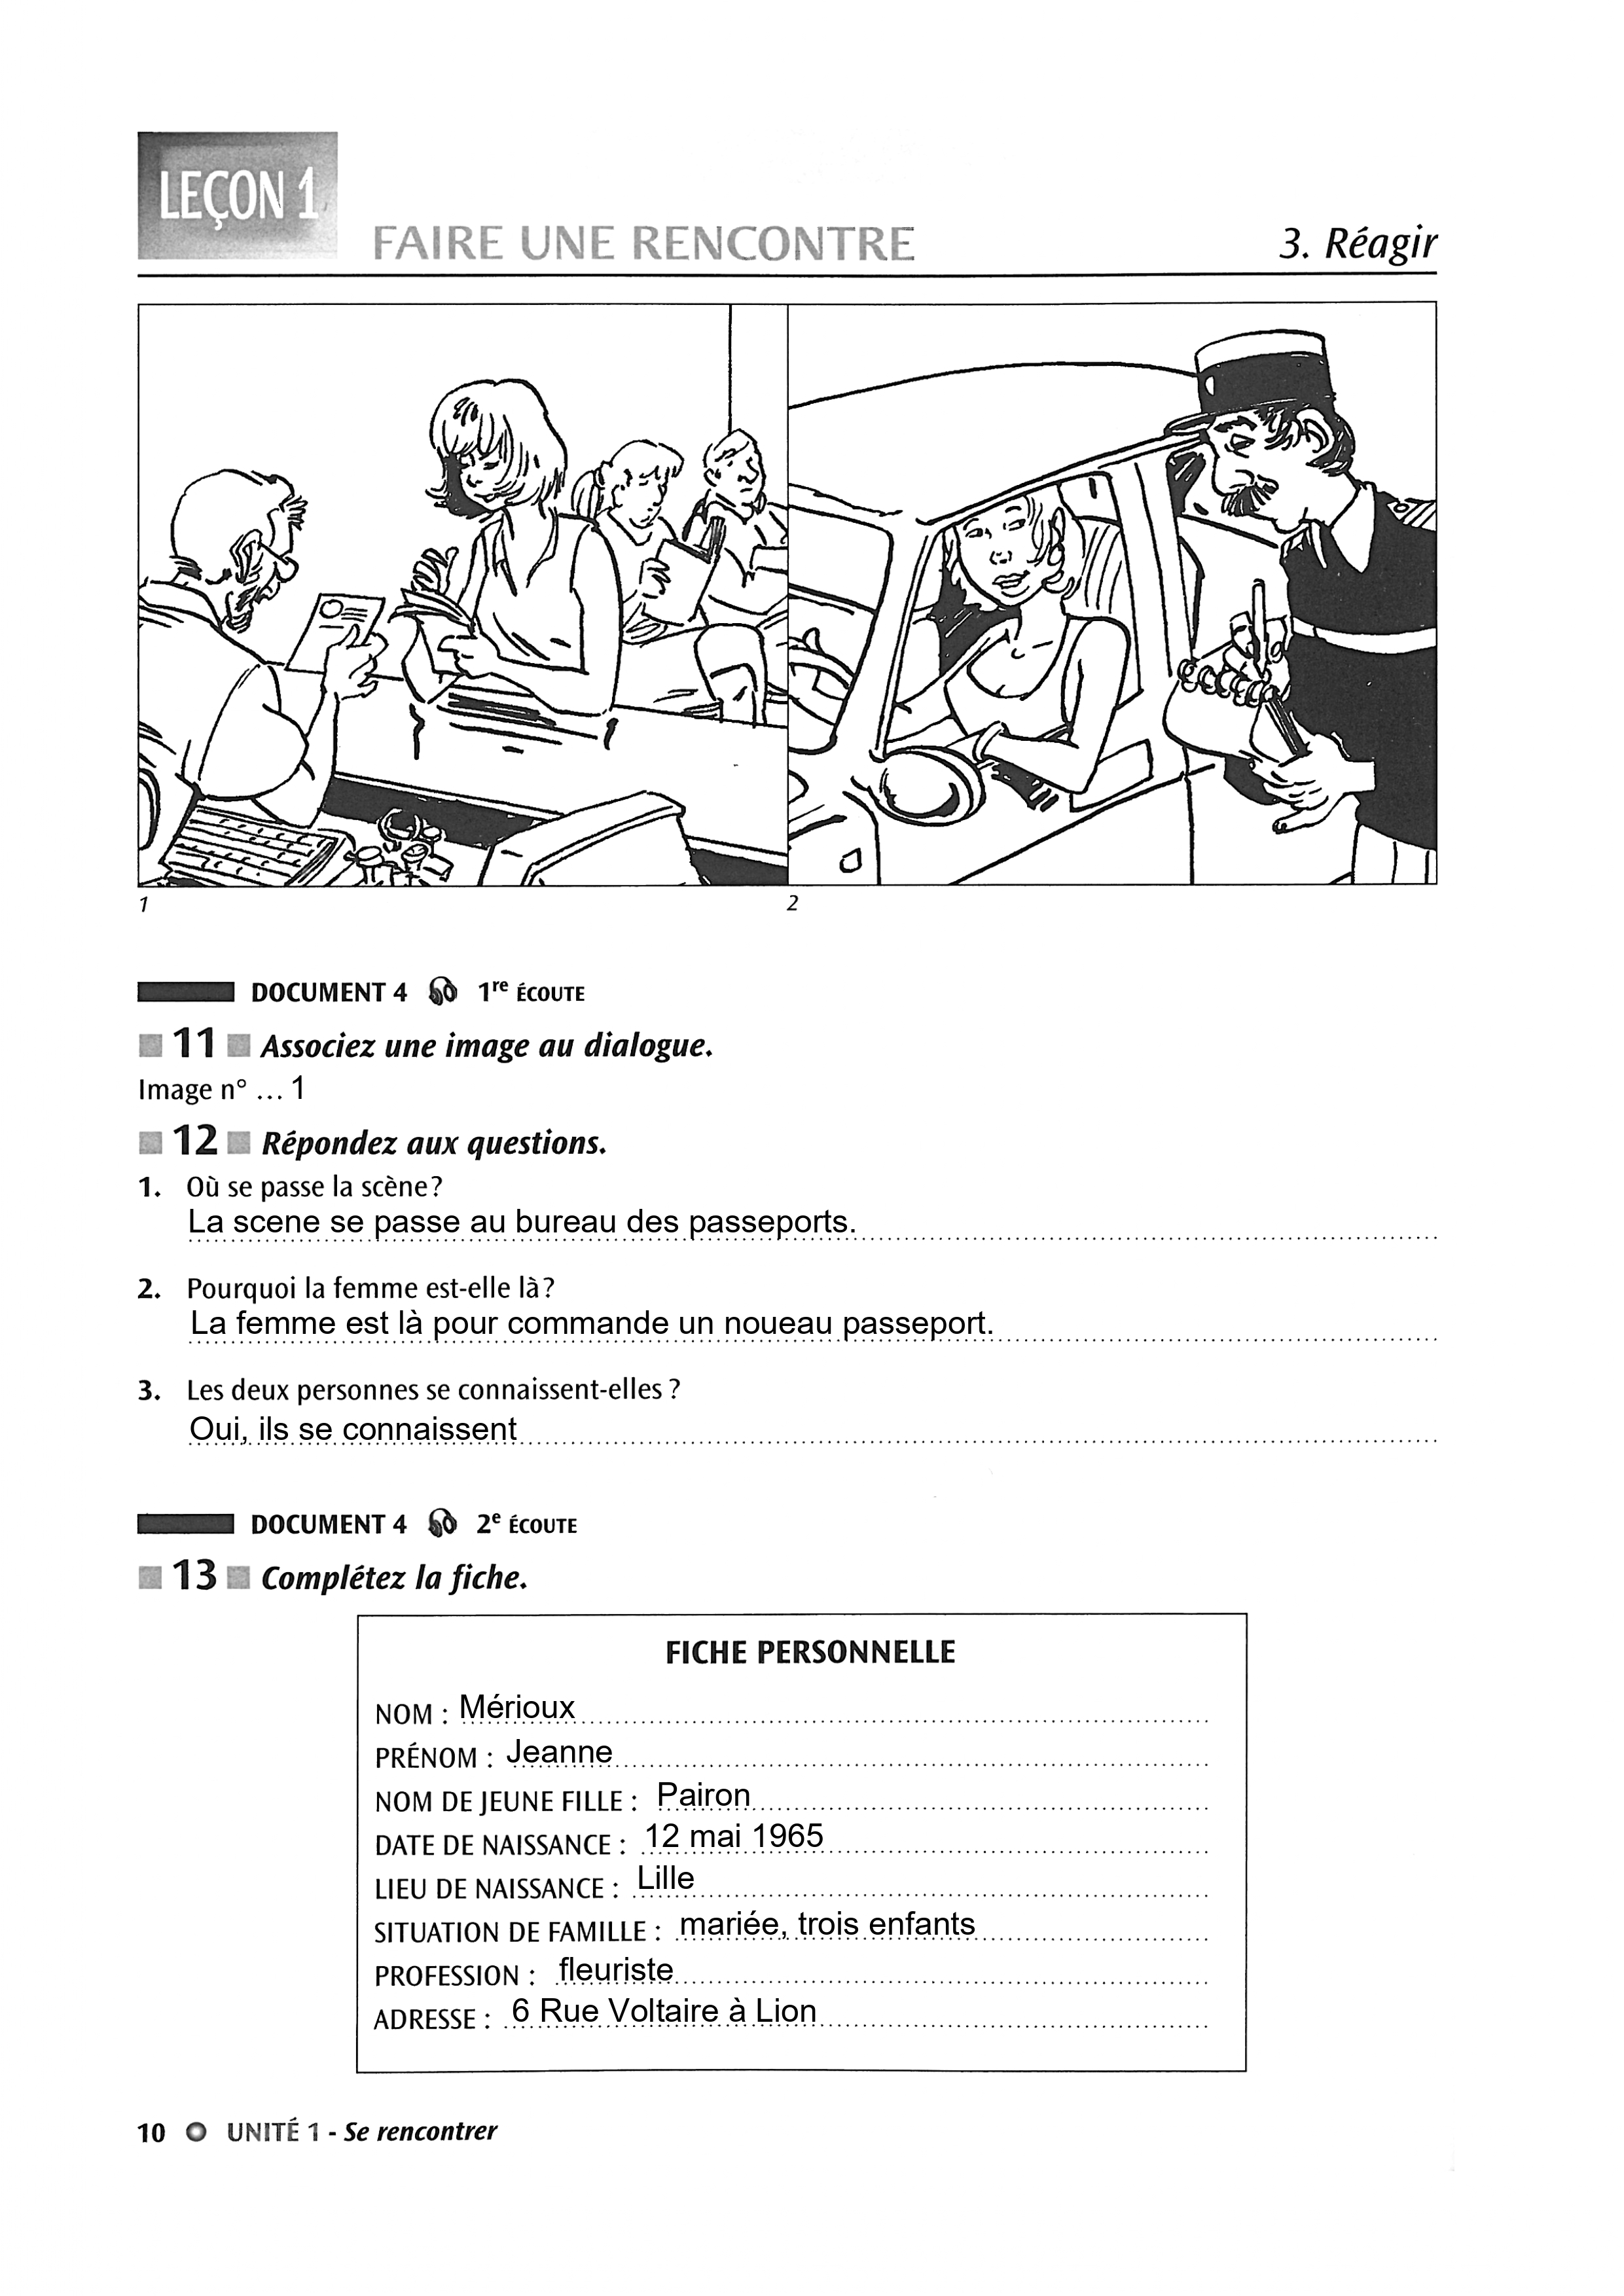 LEÇON 1
FAIRE UNE RENCONTRE
3. Réagir
1
2
DOCUMENT 4 1re ÉCOUTE
11 Associez une image au dialogue.
Image n° ... 1
12 Répondez aux questions.
1. Où se passe la scène?
La scene se passe au bureau des passeports.
2. Pourquoi la femme est-elle là?
La femme est là pour commande un noueau passeport.
3. Les deux personnes se connaissent-elles ?
Oui, ils se connaissent
DOCUMENT 4 2e ÉCOUTE
13 Complétez la fiche.
FICHE PERSONNELLE
NOM : Mérioux
PRÉNOM : Jeanne
NOM DE JEUNE FILLE : Pairon
DATE DE NAISSANCE : 12 mai 1965
LIEU DE NAISSANCE : Lille
SITUATION DE FAMILLE : mariée, trois enfants
PROFESSION : fleuriste
ADRESSE : 6 Rue Voltaire à Lion
10 UNITÉ 1 - Se rencontrer